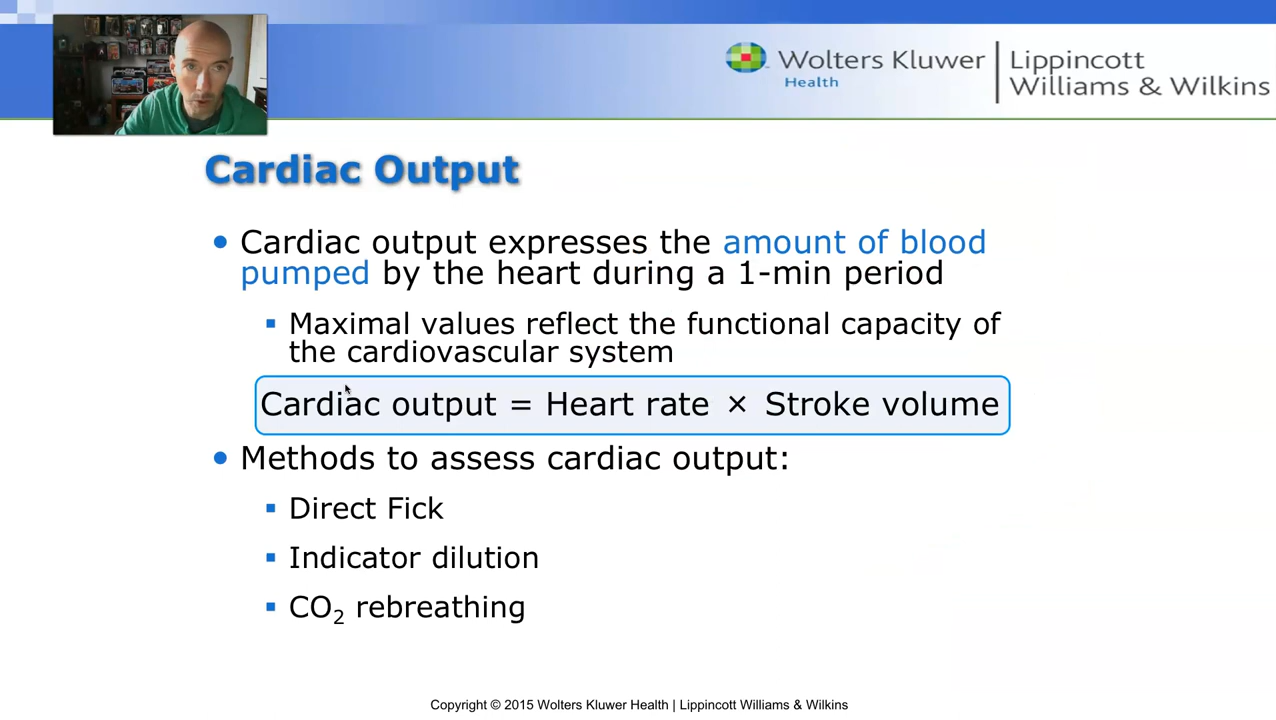 Wolters Kluwer
Health
Lippincott
Williams & Wilkins
Cardiac Output
• Cardiac output expresses the amount of blood
pumped by the heart during a 1-min period
▪ Maximal values reflect the functional capacity of
the cardiovascular system
Cardiac output = Heart rate × Stroke volume
• Methods to assess cardiac output:
▪ Direct Fick
▪ Indicator dilution
▪ CO₂ rebreathing
Copyright © 2015 Wolters Kluwer Health | Lippincott Williams & Wilkins